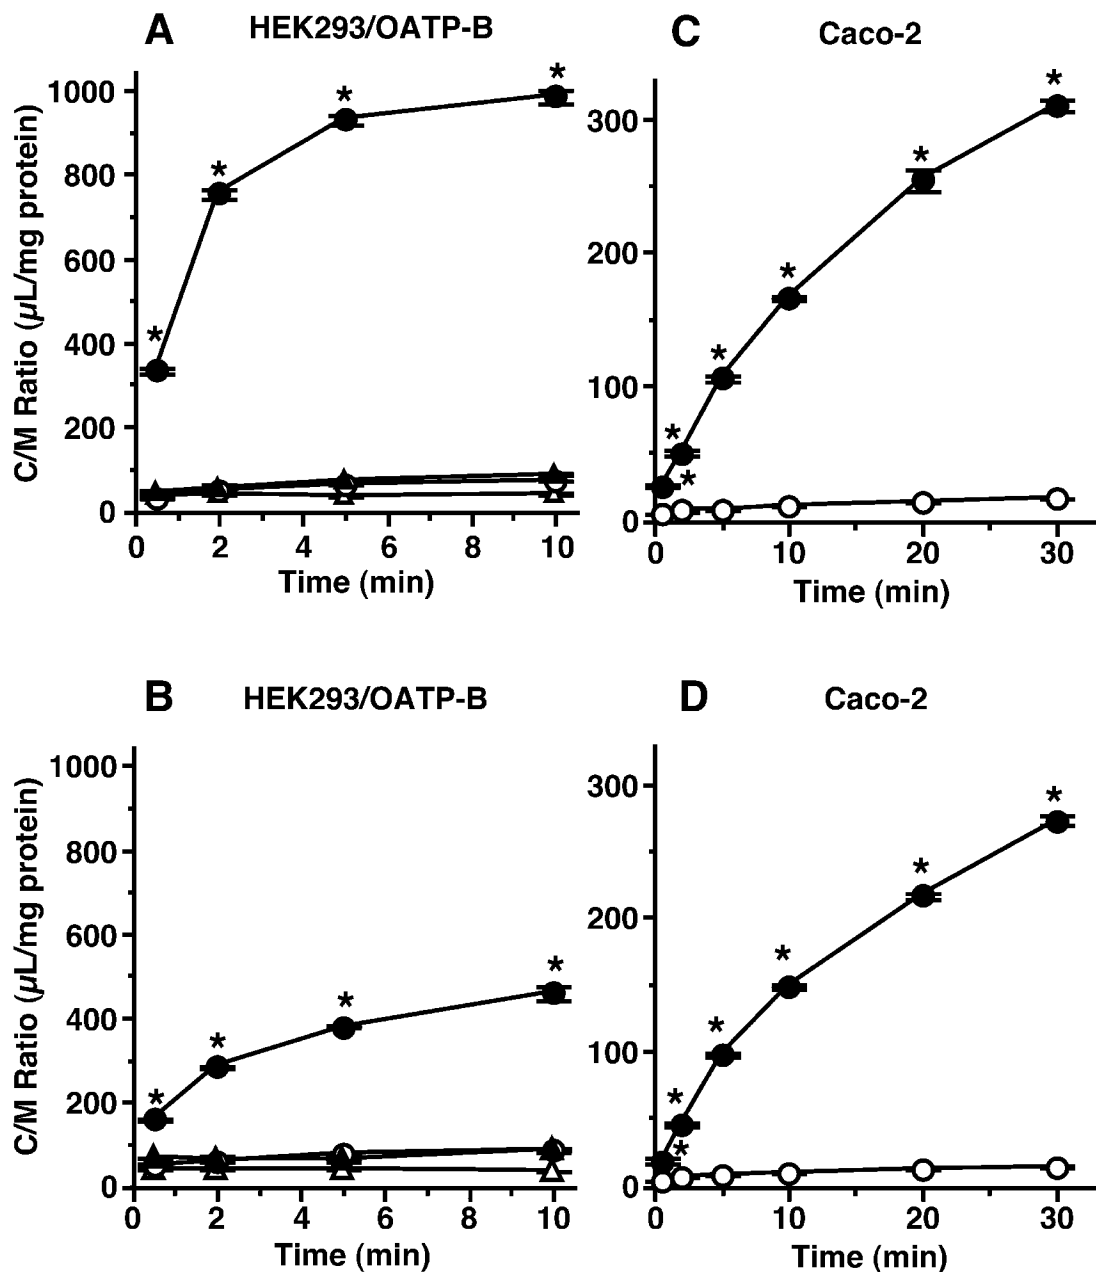 A HEK293/OATP-B
C/M Ratio (µL/mg protein)
1000
800
600
400
200
0
0 2 4 6 8 10
Time (min)
* * * *
C Caco-2
300
200
100
0
0 10 20 30
Time (min)
* * * * * *
B HEK293/OATP-B
C/M Ratio (µL/mg protein)
1000
800
600
400
200
0
0 2 4 6 8 10
Time (min)
* * * *
D Caco-2
300
200
100
0
0 10 20 30
Time (min)
* * * * * *